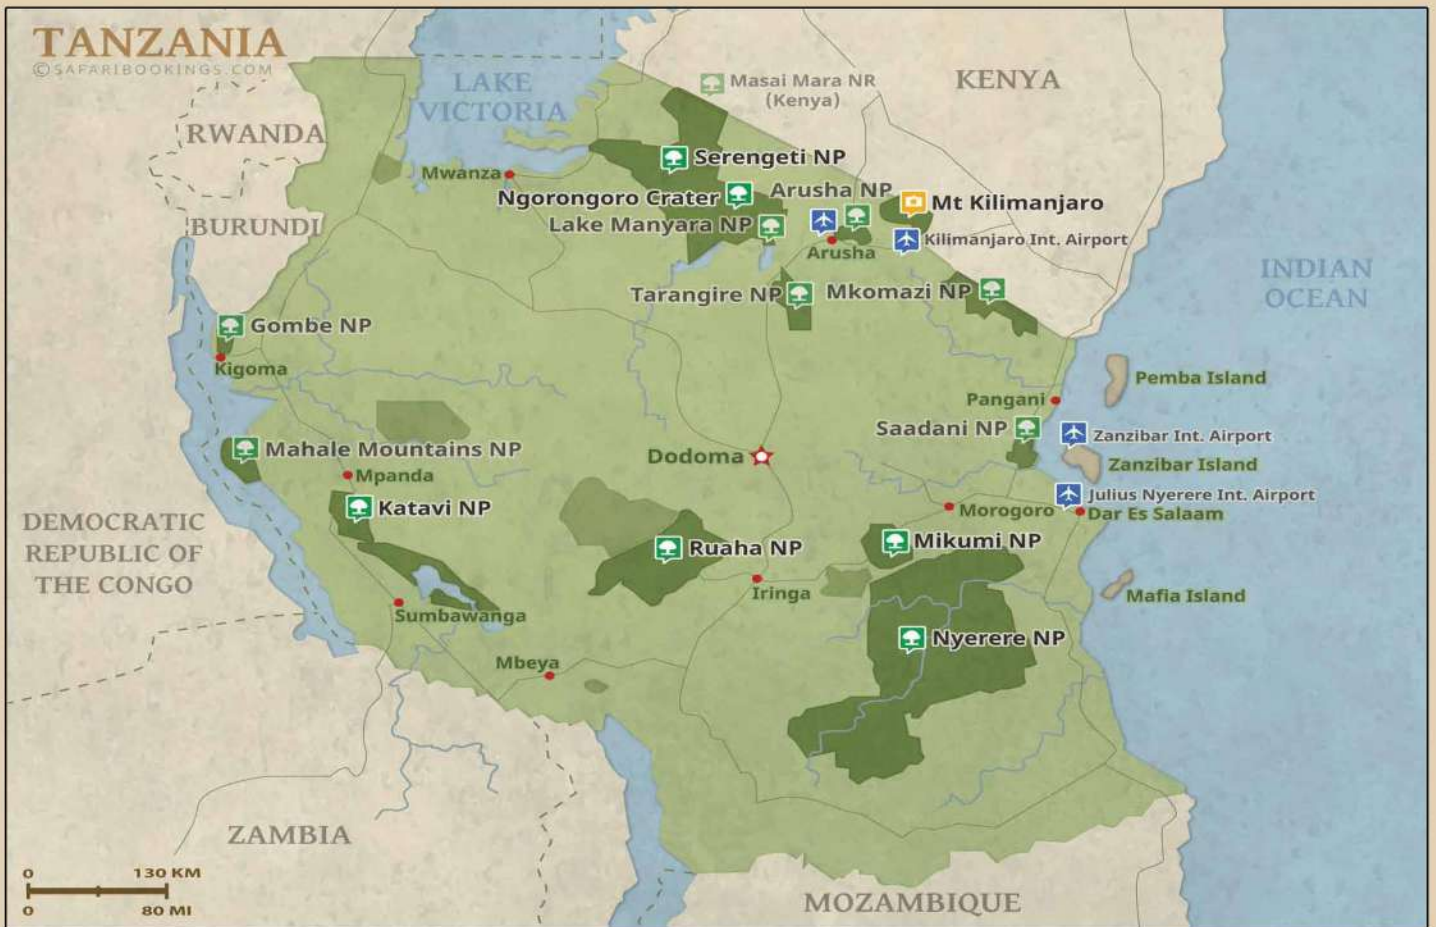 TANZANIA
©SAFARIBOOKINGS.COM
LAKE
VICTORIA
Masai Mara NR
(Kenya)
KENYA
RWANDA
Mwanza
Serengeti NP
Ngorongoro Crater
Arusha NP
Mt Kilimanjaro
BURUNDI
Lake Manyara NP
Arusha
Kilimanjaro Int. Airport
INDIAN
OCEAN
Tarangire NP
Mkomazi NP
Gombe NP
Kigoma
Pemba Island
Pangani
Saadani NP
Zanzibar Int. Airport
Mahale Mountains NP
Dodoma
Zanzibar Island
Mpanda
Julius Nyerere Int. Airport
Katavi NP
Morogoro
Dar Es Salaam
DEMOCRATIC
REPUBLIC OF
THE CONGO
Ruaha NP
Mikumi NP
Iringa
Mafia Island
Sumbawanga
Nyerere NP
Mbeya
ZAMBIA
MOZAMBIQUE
0 130 KM
0 80 MI